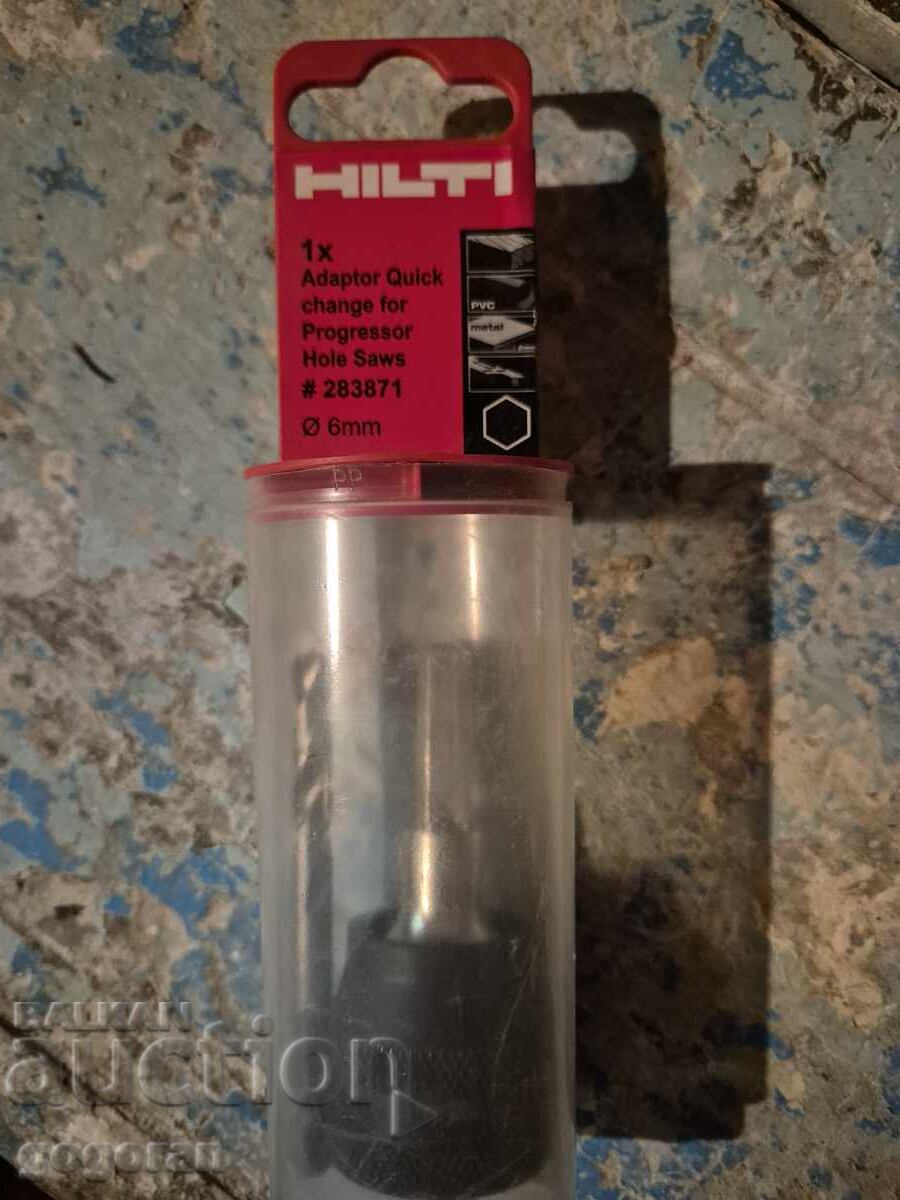 HILTI
1x
Adaptor Quick
change for
Progressor
Hole Saws
# 283871
Ø 6mm
PVC
metal
PP
BALKAN
auction
gogoran